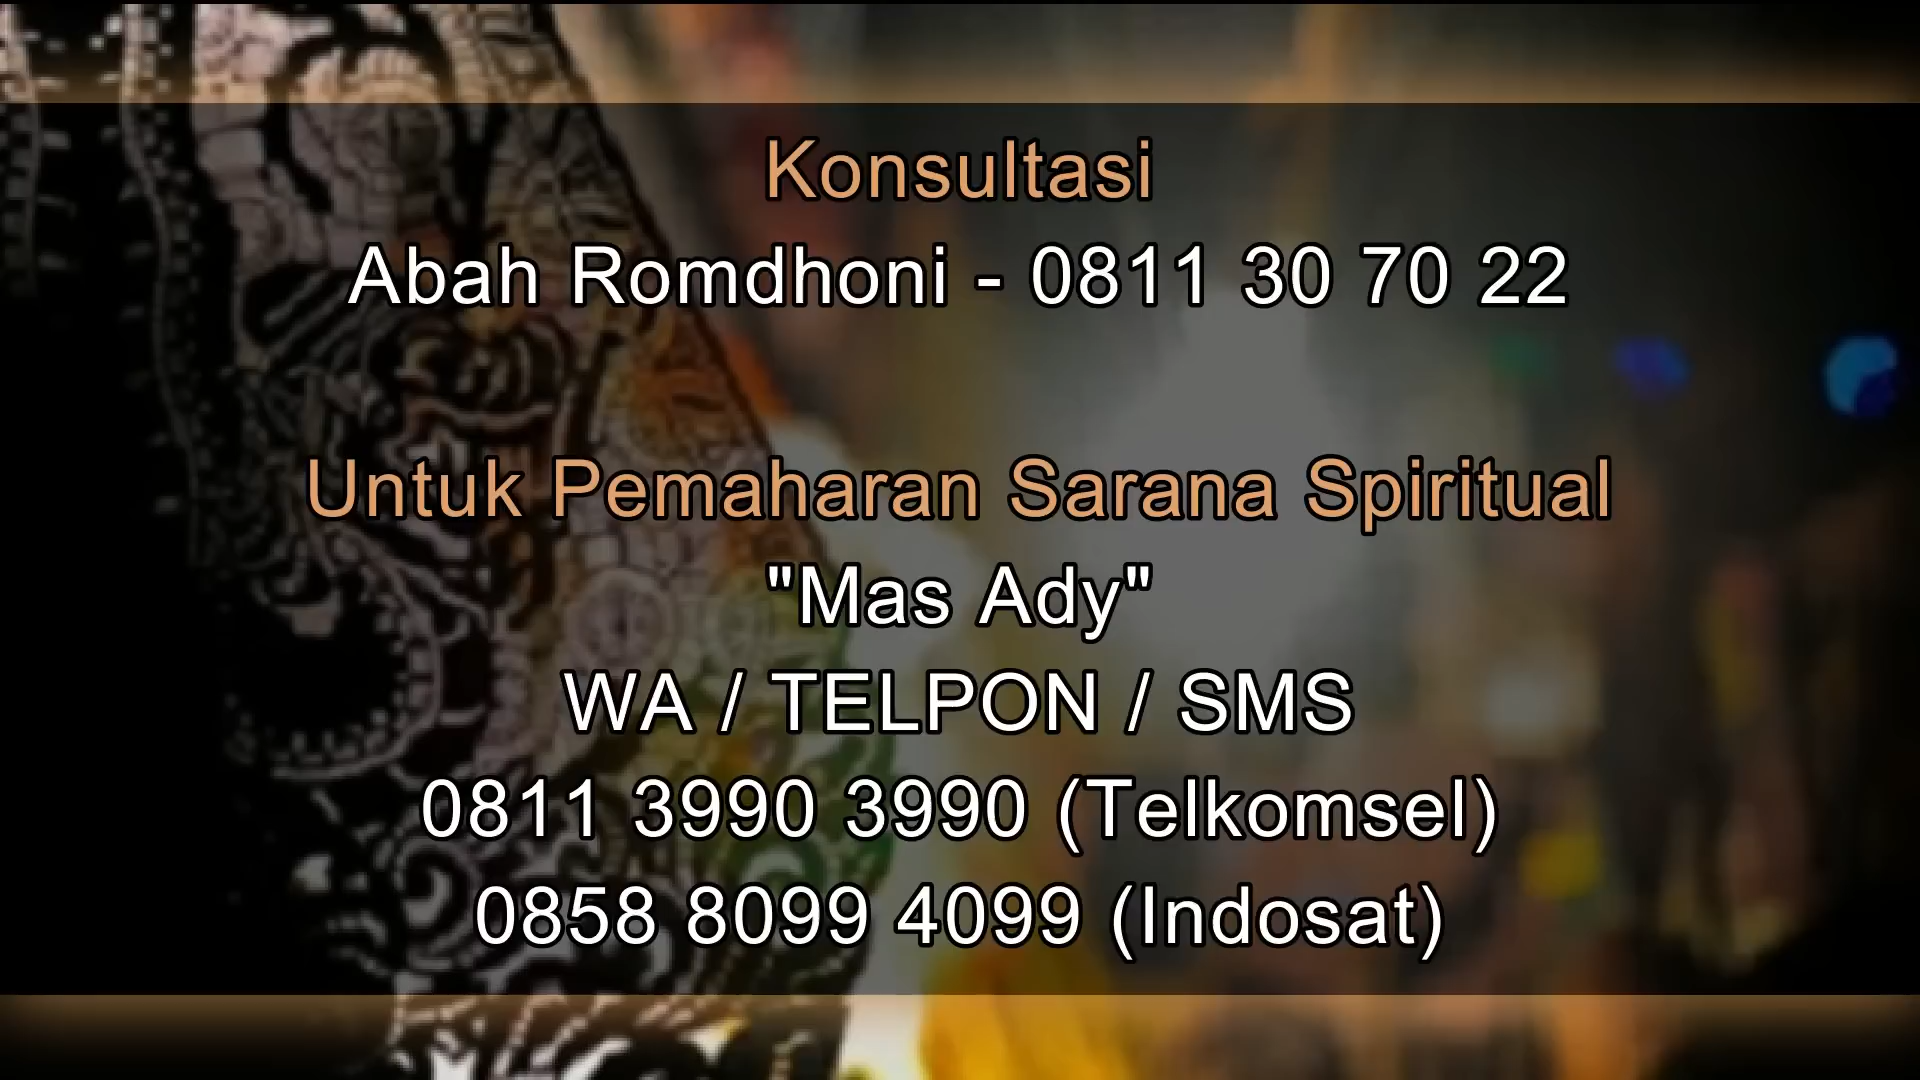 Konsultasi
Abah Romdhoni - 0811 30 70 22
Untuk Pemaharan Sarana Spiritual
"Mas Ady"
WA / TELPON / SMS
0811 3990 3990 (Telkomsel)
0858 8099 4099 (Indosat)